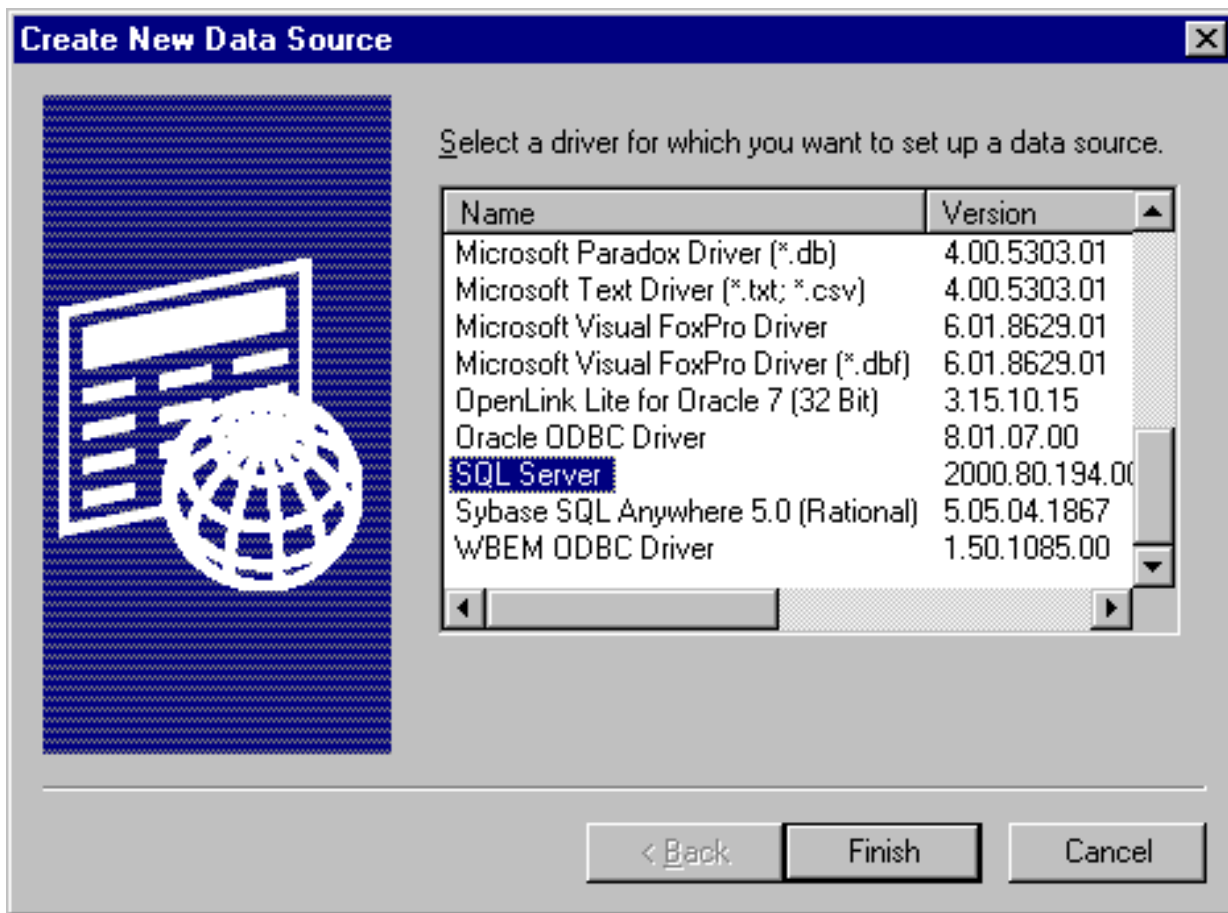 Create New Data Source
Select a driver for which you want to set up a data source.
Name Version
Microsoft Paradox Driver (*.db) 4.00.5303.01
Microsoft Text Driver (*.txt; *.csv) 4.00.5303.01
Microsoft Visual FoxPro Driver 6.01.8629.01
Microsoft Visual FoxPro Driver (*.dbf) 6.01.8629.01
OpenLink Lite for Oracle 7 (32 Bit) 3.15.10.15
Oracle ODBC Driver 8.01.07.00
SQL Server 2000.80.194.00
Sybase SQL Anywhere 5.0 (Rational) 5.05.04.1867
WBEM ODBC Driver 1.50.1085.00
< Back Finish Cancel